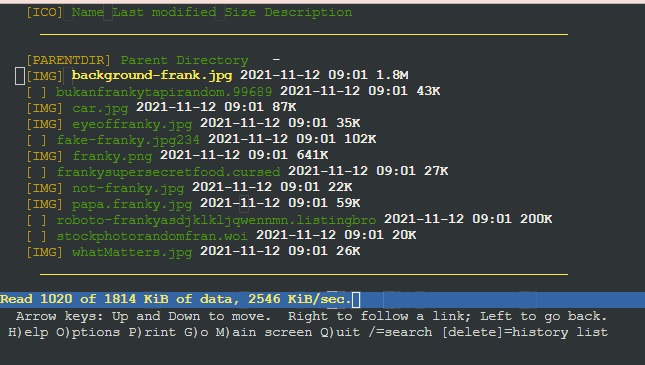 [ICO] Name Last modified Size Description
[PARENTDIR] Parent Directory -
[IMG] background-frank.jpg 2021-11-12 09:01 1.8M
[ ] bukanfrankytapirandom.99689 2021-11-12 09:01 43K
[IMG] car.jpg 2021-11-12 09:01 87K
[IMG] eyeoffranky.jpg 2021-11-12 09:01 35K
[ ] fake-franky.jpg234 2021-11-12 09:01 102K
[IMG] franky.png 2021-11-12 09:01 641K
[ ] frankysupersecretfood.cursed 2021-11-12 09:01 27K
[IMG] not-franky.jpg 2021-11-12 09:01 22K
[IMG] papa.franky.jpg 2021-11-12 09:01 59K
[ ] roboto-frankyasdjklkljqwennmn.listingbro 2021-11-12 09:01 200K
[ ] stockphotorandomfran.woi 2021-11-12 09:01 20K
[IMG] whatMatters.jpg 2021-11-12 09:01 26K
Read 1020 of 1814 KiB of data, 2546 KiB/sec.
Arrow keys: Up and Down to move. Right to follow a link; Left to go back.
H)elp O)ptions P)rint G)o M)ain screen Q)uit /=search [delete]=history list